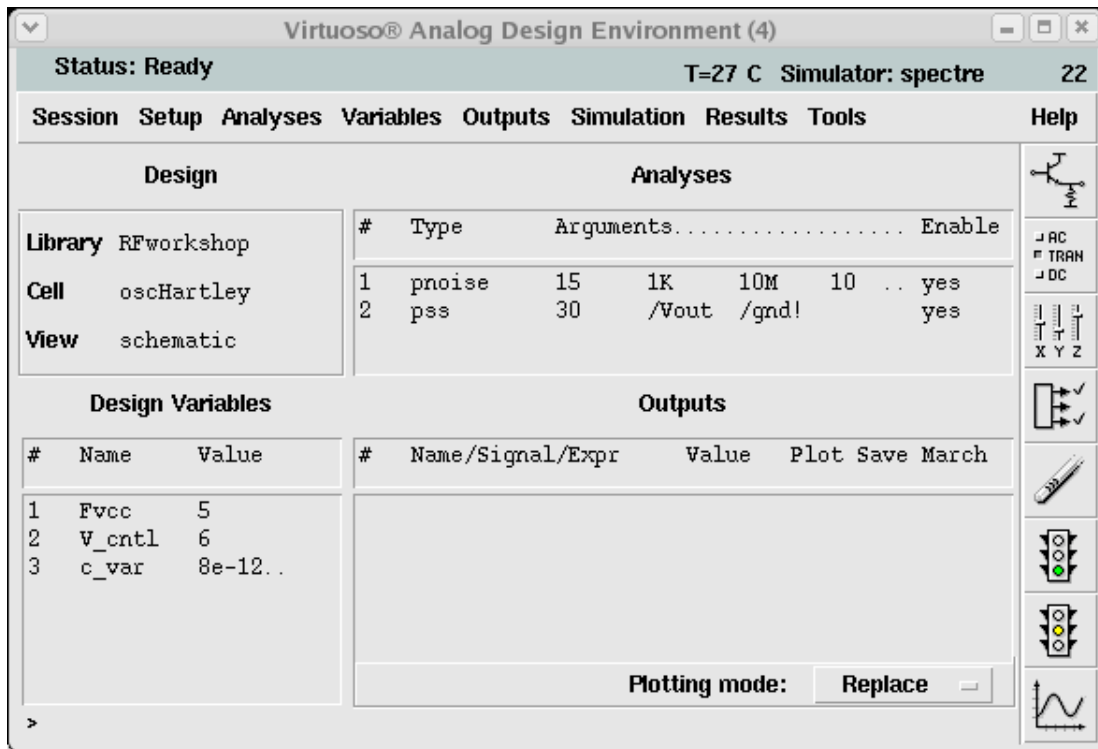 Virtuoso® Analog Design Environment (4)
Status: Ready T=27 C Simulator: spectre 22
Session Setup Analyses Variables Outputs Simulation Results Tools Help
Design
Library RFworkshop
Cell oscHartley
View schematic
Analyses
# Type Arguments.................. Enable
1 pnoise 15 1K 10M 10 .. yes
2 pss 30 /Vout /gnd! yes
Design Variables
# Name Value
1 Fvcc 5
2 V_cntl 6
3 c_var 8e-12..
Outputs
# Name/Signal/Expr Value Plot Save March
Plotting mode: Replace
>
AC
TRAN
DC
X Y Z